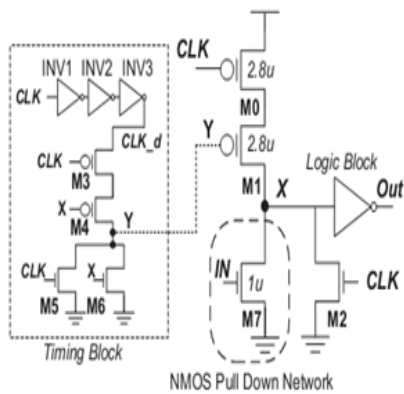 INV1 INV2 INV3
CLK
CLK_d
CLK
M3
X
M4
Y
CLK
M5
X
M6
Timing Block
CLK
2.8u
M0
Y
2.8u
M1
X
Logic Block
Out
IN
1u
M7
CLK
M2
NMOS Pull Down Network